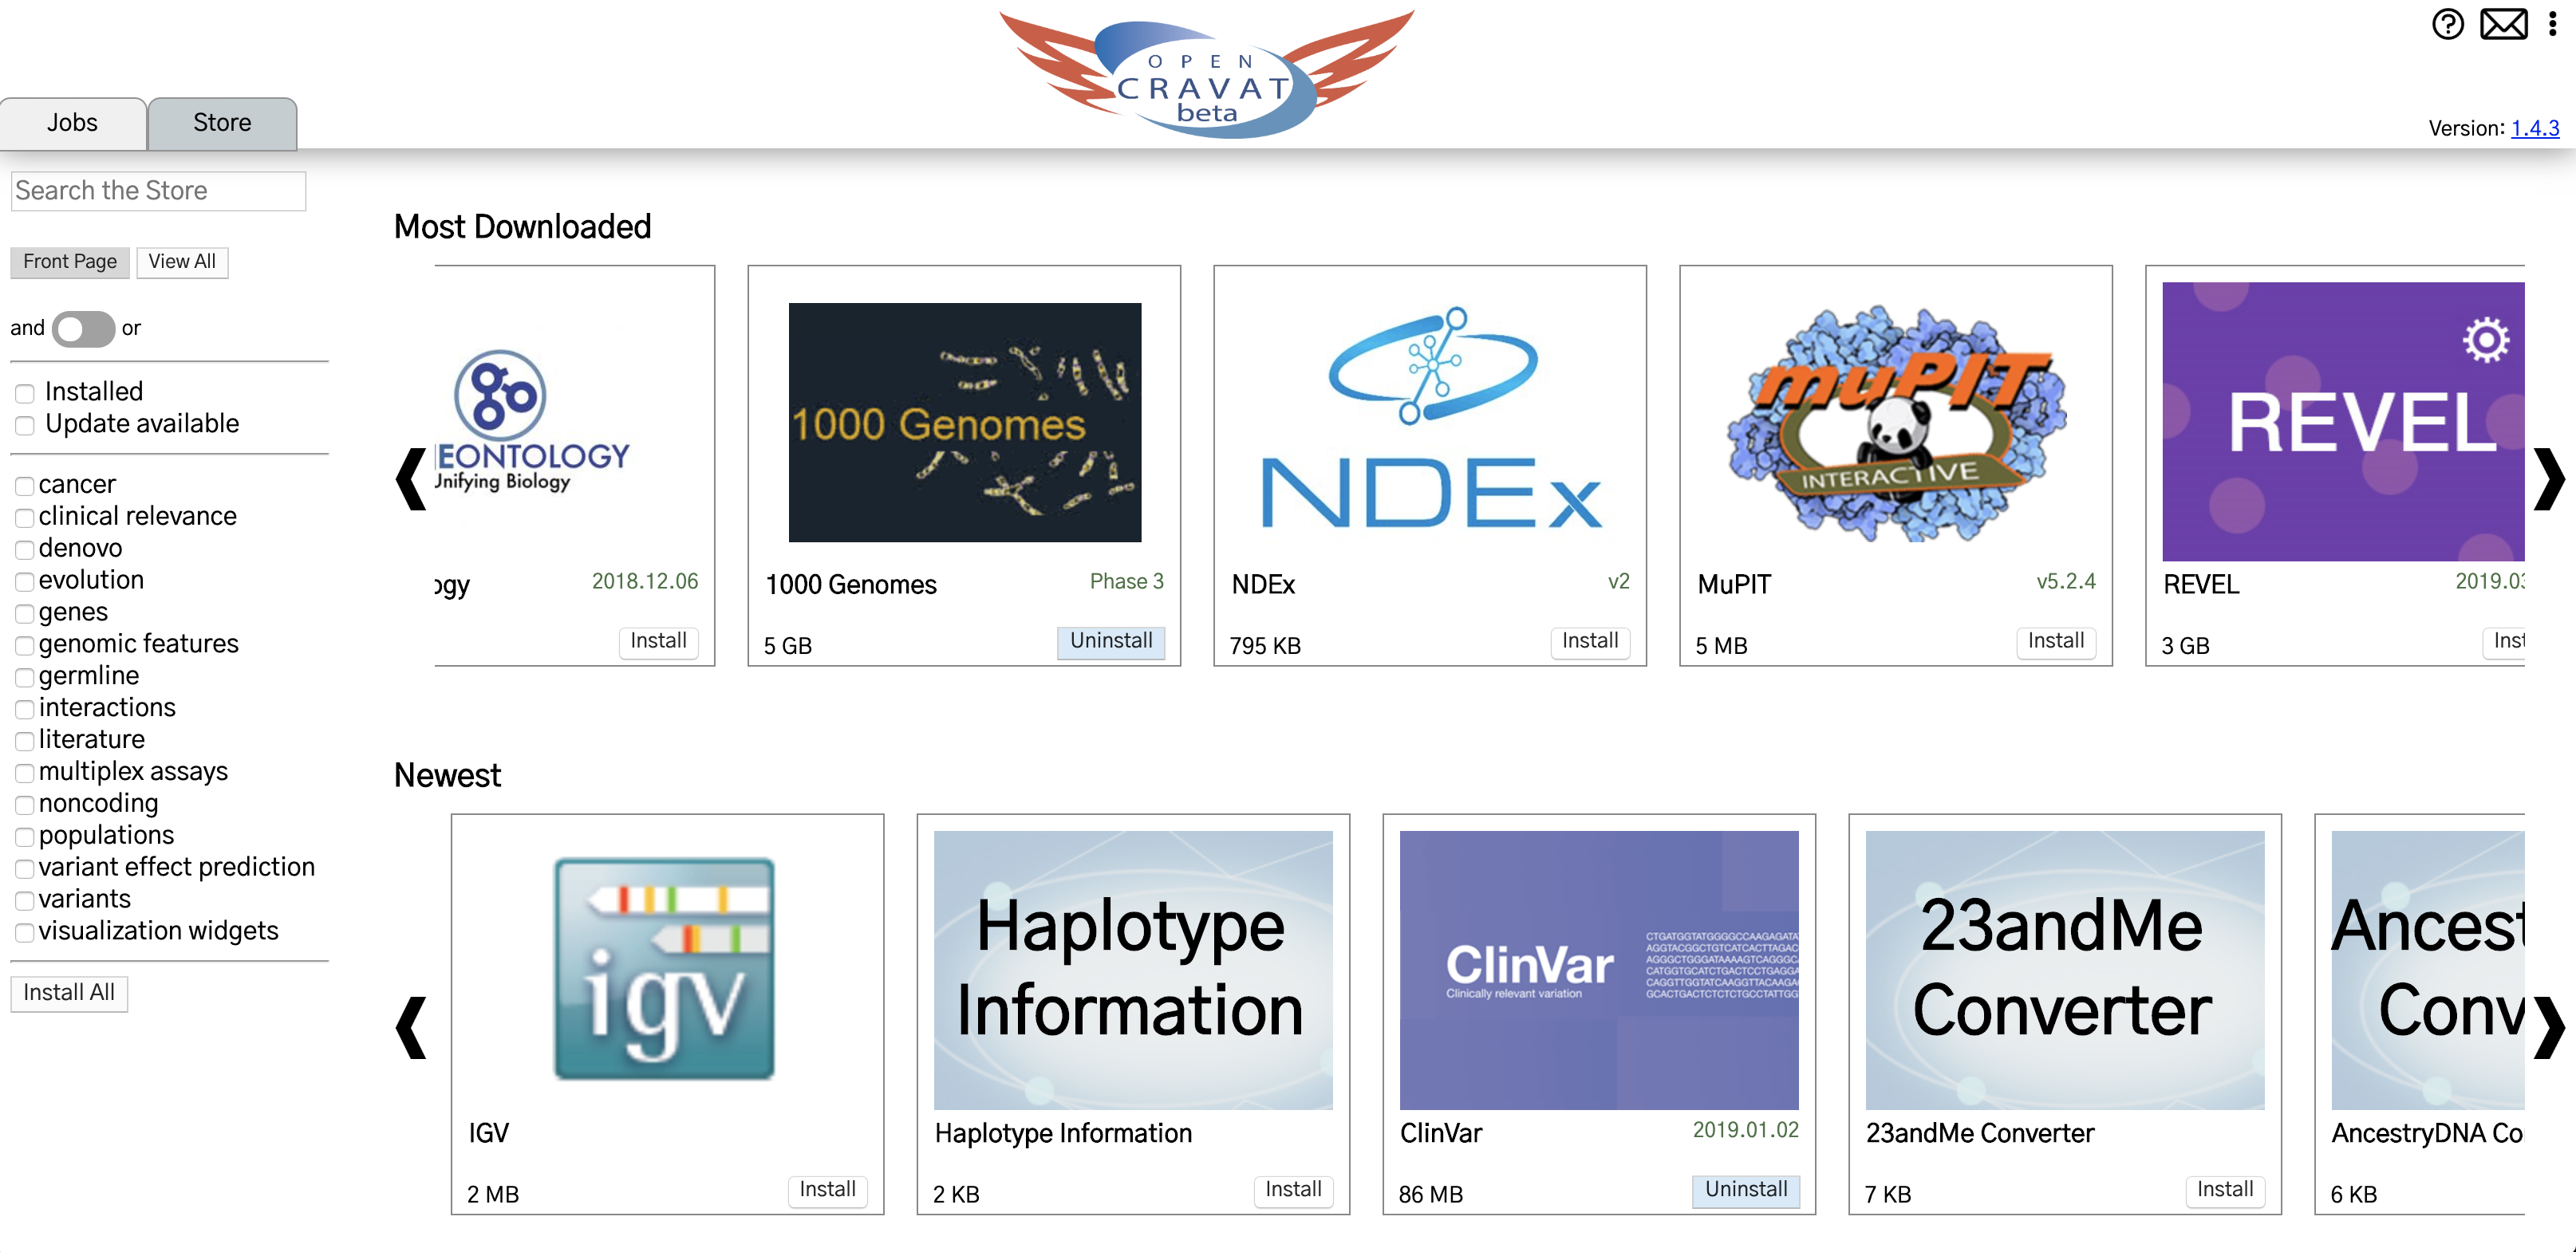 OPEN
CRAVAT
beta
Jobs
Store
Version: 1.4.3
Search the Store
Front Page
View All
and
or
Installed
Update available
cancer
clinical relevance
denovo
evolution
genes
genomic features
germline
interactions
literature
multiplex assays
noncoding
populations
variant effect prediction
variants
visualization widgets
Install All
Most Downloaded
EONTOLOGY
Unifying Biology
ogy
2018.12.06
Install
1000 Genomes
1000 Genomes
Phase 3
5 GB
Uninstall
NDEx
NDEx
v2
795 KB
Install
muPIT
INTERACTIVE
MuPIT
v5.2.4
5 MB
Install
REVEL
REVEL
2019.03
3 GB
Inst
Newest
igv
IGV
2 MB
Install
Haplotype
Information
Haplotype Information
2 KB
Install
ClinVar
Clinically relevant variation
CTGATGGTATGGGGCCAAGAGATA
AGGTACGGCTGTCATCACTTAGAC
AGGGCTGGGATAAAAGTCAGGGC
CATGGTGCATCTGACTCCTGAGGA
CAGGTTGGTATCAAGGTTACAAGA
GCACTGACTCTCTCTGCCTATTGG
ClinVar
2019.01.02
86 MB
Uninstall
23andMe
Converter
23andMe Converter
7 KB
Install
Ancest
Conv
AncestryDNA Co
6 KB